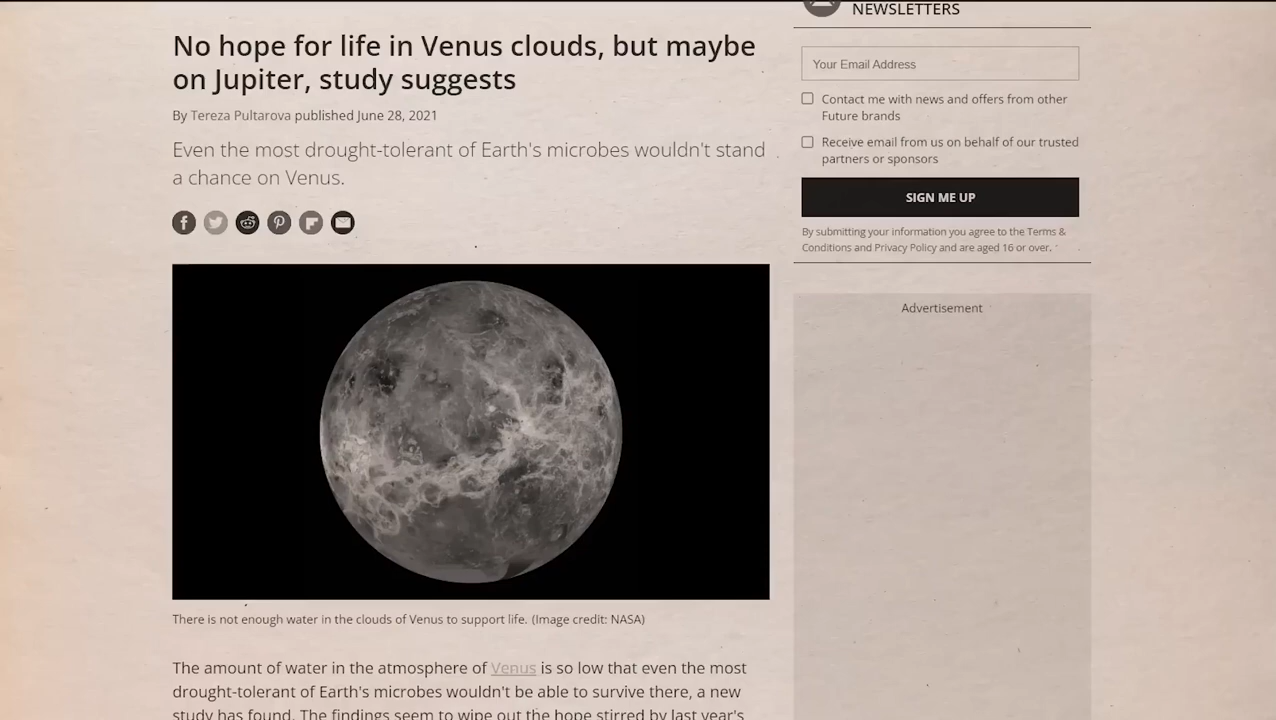 No hope for life in Venus clouds, but maybe
on Jupiter, study suggests
By Tereza Pultarova published June 28, 2021
Even the most drought-tolerant of Earth's microbes wouldn't stand
a chance on Venus.
There is not enough water in the clouds of Venus to support life. (Image credit: NASA)
The amount of water in the atmosphere of Venus is so low that even the most
drought-tolerant of Earth's microbes wouldn't be able to survive there, a new
study has found. The findings seem to wipe out the hope stirred by last year's
NEWSLETTERS
Your Email Address
Contact me with news and offers from other
Future brands
Receive email from us on behalf of our trusted
partners or sponsors
SIGN ME UP
By submitting your information you agree to the Terms &
Conditions and Privacy Policy and are aged 16 or over.
Advertisement